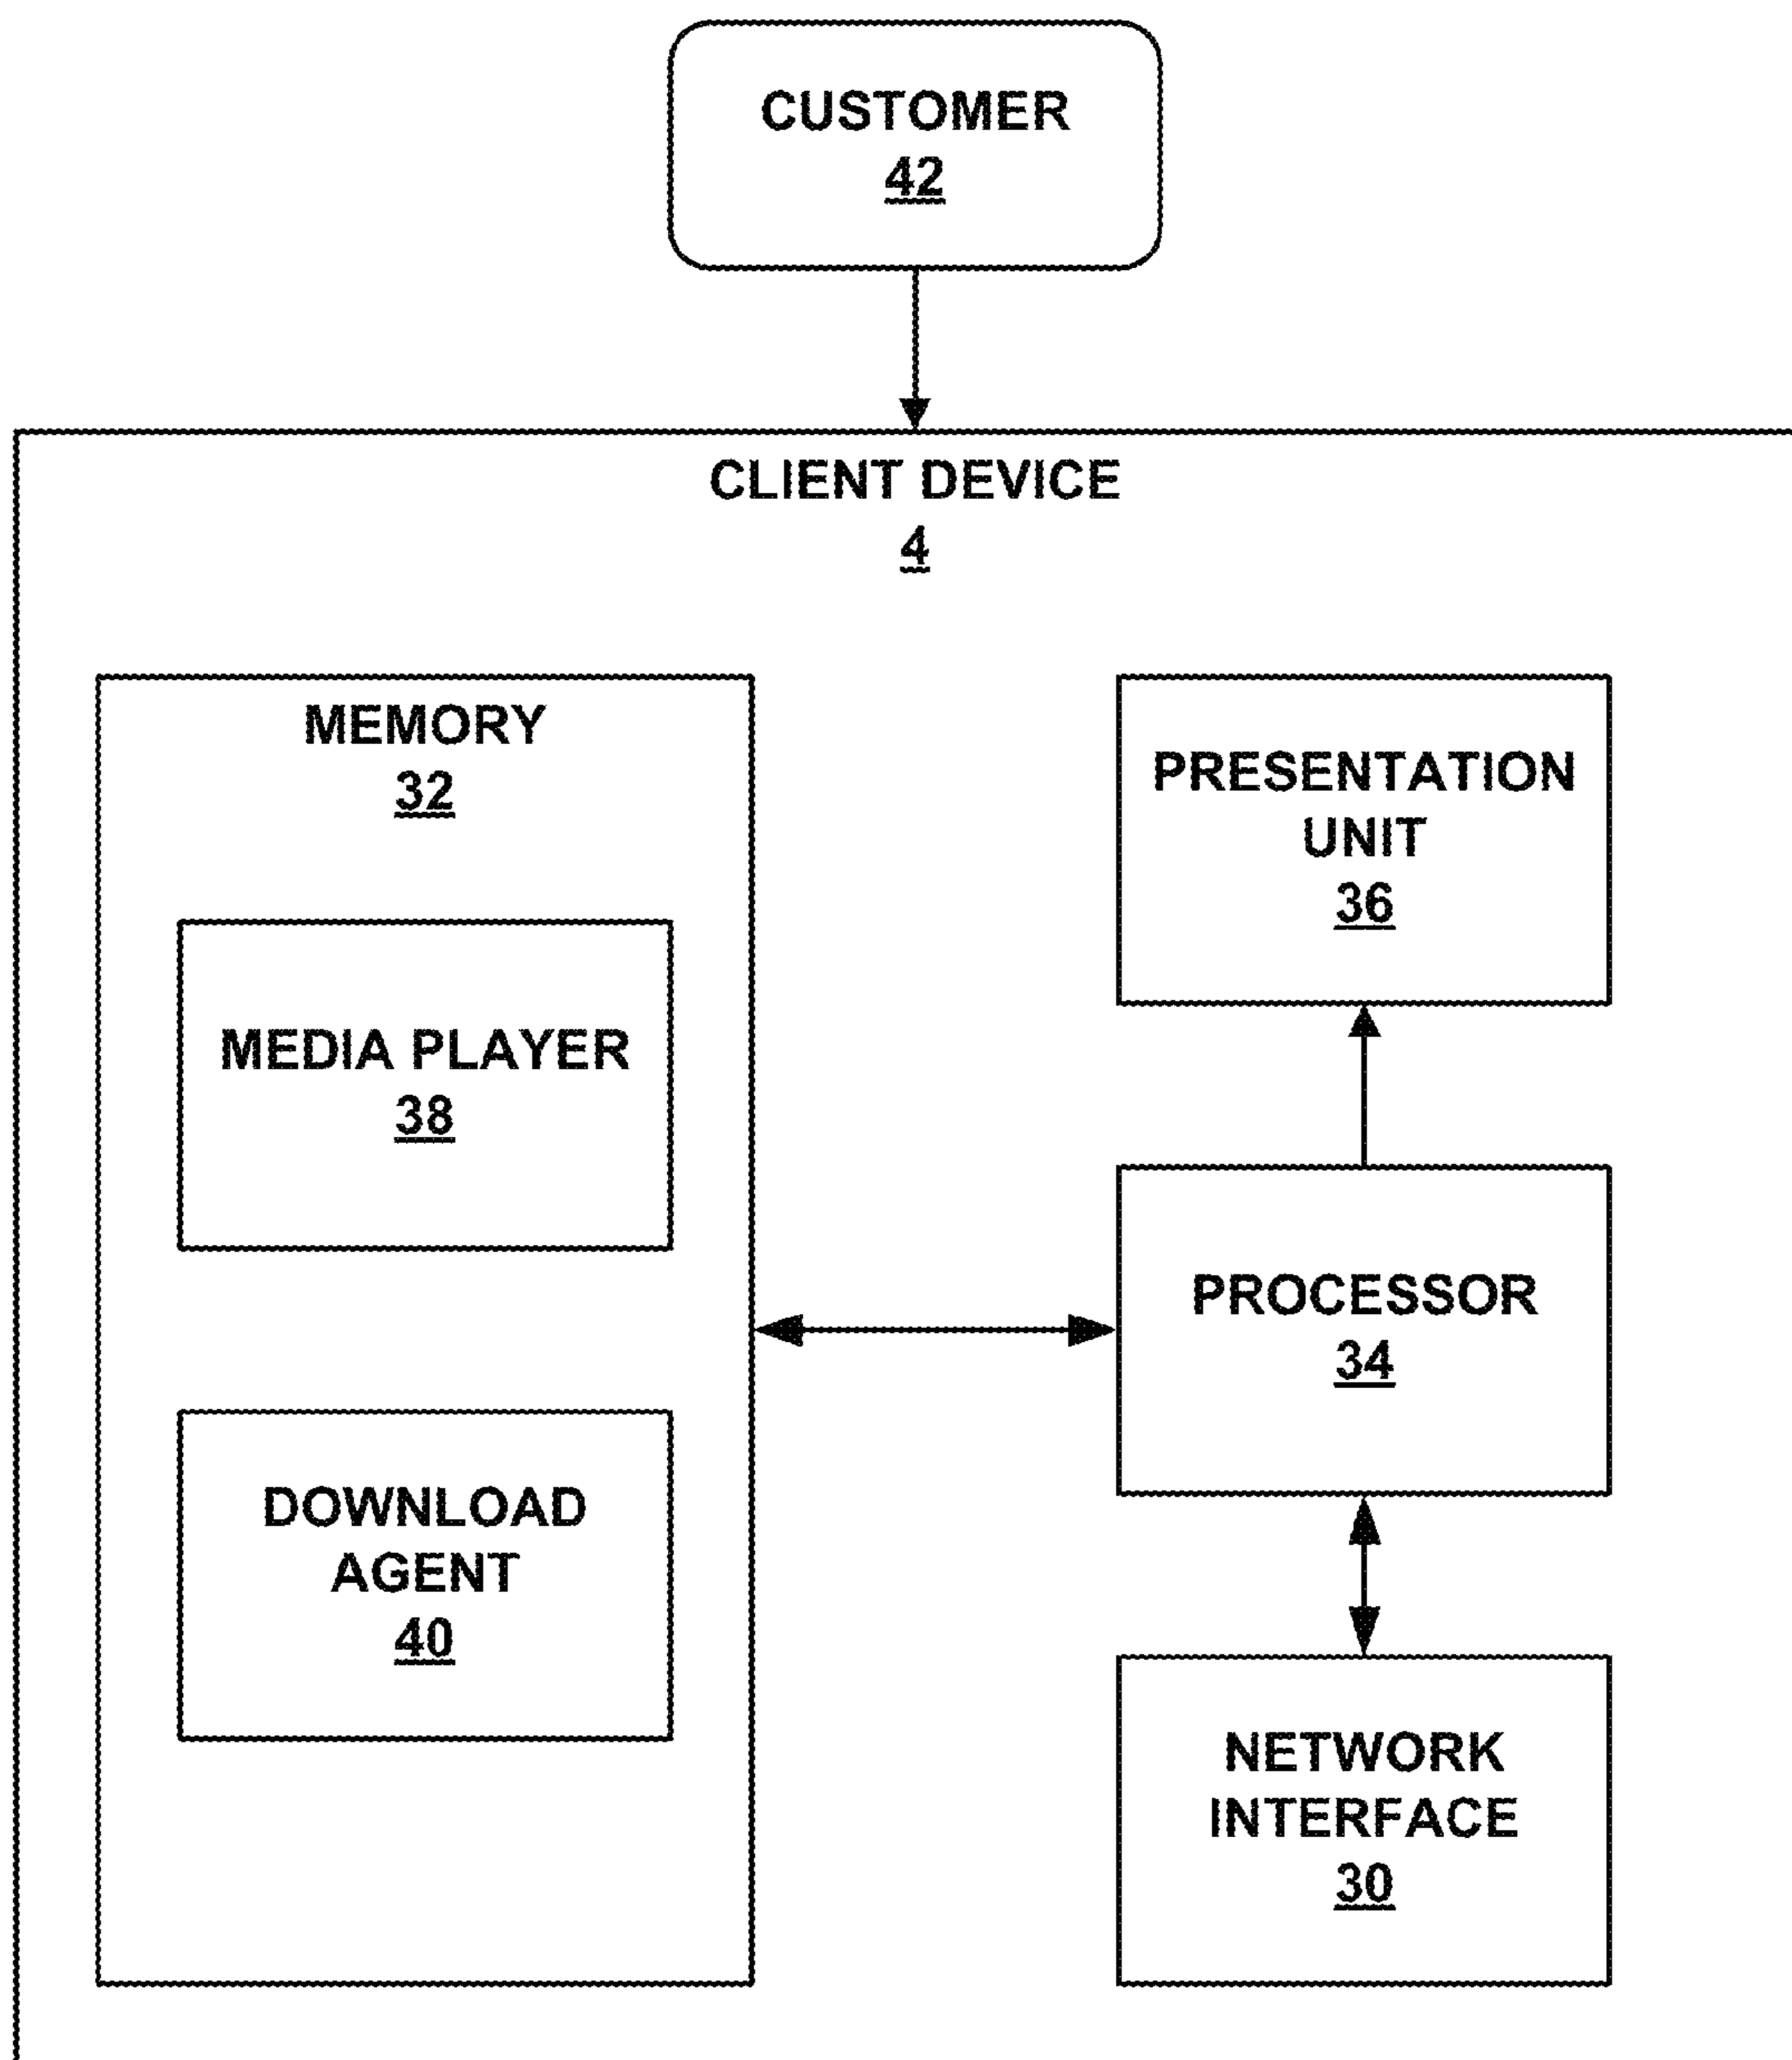 CUSTOMER
42
CLIENT DEVICE
4
MEMORY
32
MEDIA PLAYER
38
DOWNLOAD
AGENT
40
PRESENTATION
UNIT
36
PROCESSOR
34
NETWORK
INTERFACE
30